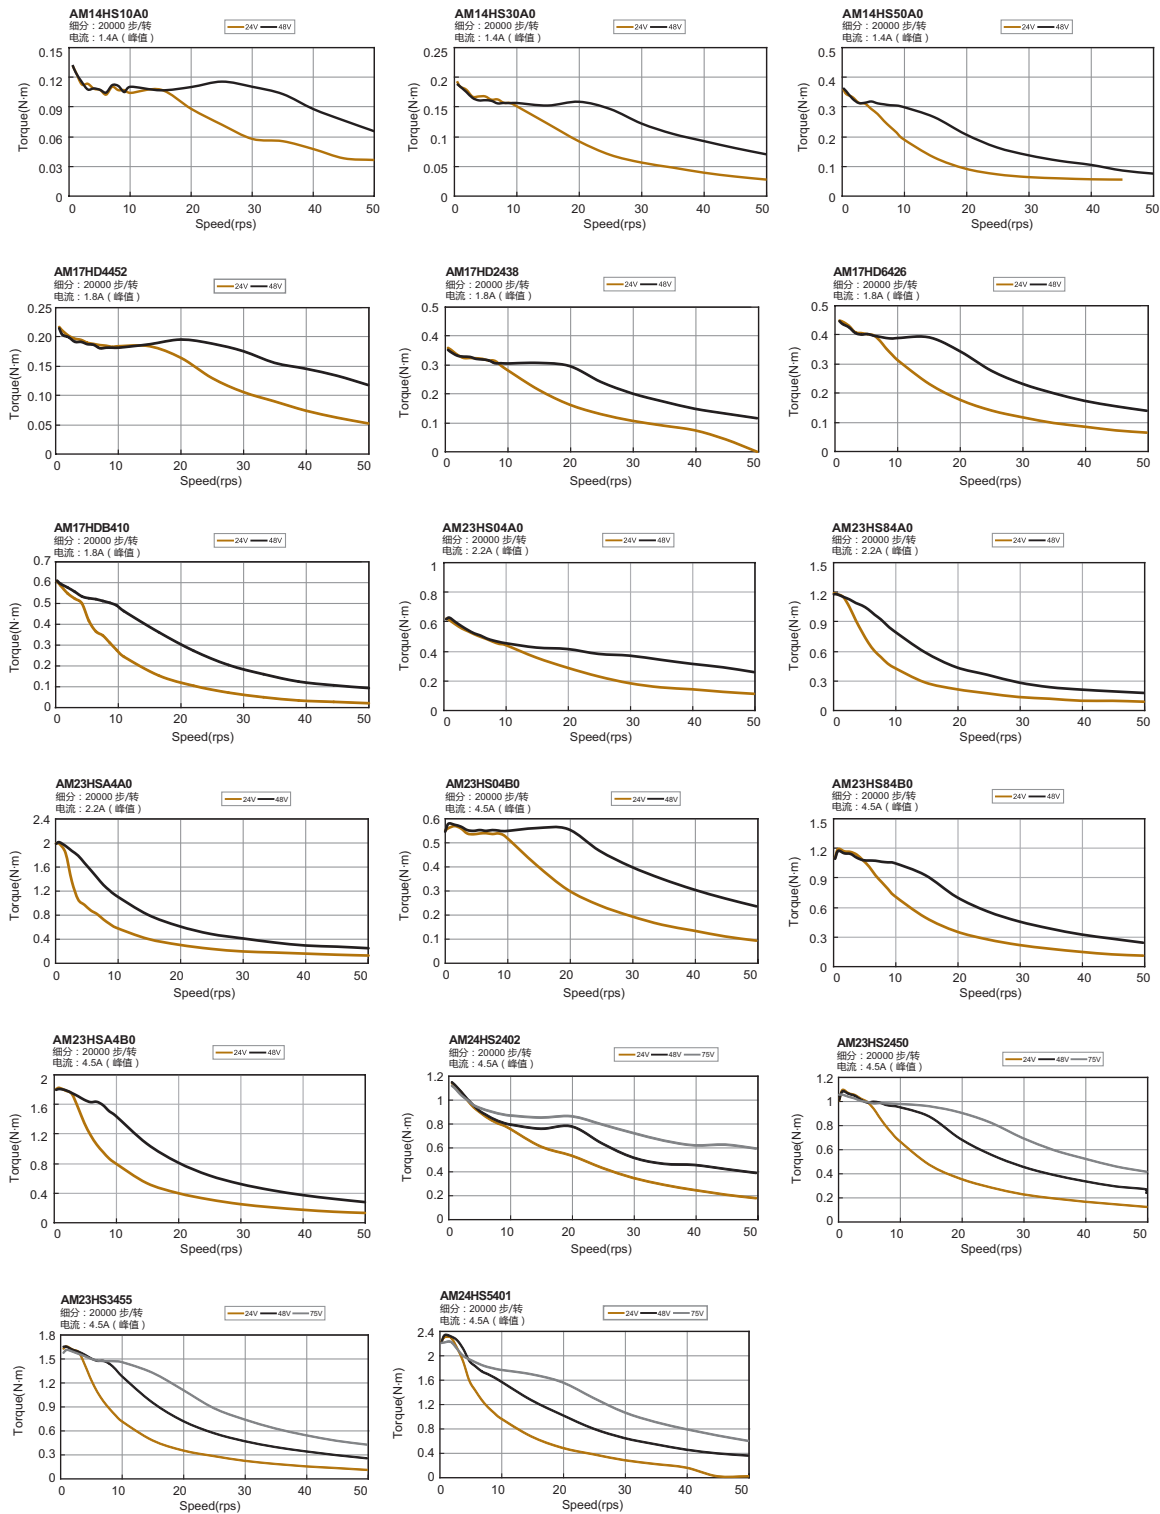 AM14HS10A0
细分：20000 步/转
电流：1.4A（峰值）
24V 48V
Torque(N·m)
0.15
0.12
0.09
0.06
0.03
0
0 10 20 30 40 50
Speed(rps)
AM14HS30A0
细分：20000 步/转
电流：1.4A（峰值）
24V 48V
Torque(N·m)
0.25
0.2
0.15
0.1
0.05
0
0 10 20 30 40 50
Speed(rps)
AM14HS50A0
细分：20000 步/转
电流：1.4A（峰值）
24V 48V
Torque(N·m)
0.5
0.4
0.3
0.2
0.1
0
0 10 20 30 40 50
Speed(rps)
AM17HD4452
细分：20000 步/转
电流：1.8A（峰值）
24V 48V
Torque(N·m)
0.25
0.20
0.15
0.10
0.05
0
0 10 20 30 40 50
Speed(rps)
AM17HD2438
细分：20000 步/转
电流：1.8A（峰值）
24V 48V
Torque(N·m)
0.5
0.4
0.3
0.2
0.1
0
0 10 20 30 40 50
Speed(rps)
AM17HD6426
细分：20000 步/转
电流：1.8A（峰值）
24V 48V
Torque(N·m)
0.5
0.4
0.3
0.2
0.1
0
0 10 20 30 40 50
Speed(rps)
AM17HDB410
细分：20000 步/转
电流：1.8A（峰值）
24V 48V
Torque(N·m)
0.7
0.6
0.5
0.4
0.3
0.2
0.1
0
0 10 20 30 40 50
Speed(rps)
AM23HS04A0
细分：20000 步/转
电流：2.2A（峰值）
24V 48V
Torque(N·m)
1
0.8
0.6
0.4
0.2
0
0 10 20 30 40 50
Speed(rps)
AM23HS84A0
细分：20000 步/转
电流：2.2A（峰值）
24V 48V
Torque(N·m)
1.5
1.2
0.9
0.6
0.3
0
0 10 20 30 40 50
Speed(rps)
AM23HSA4A0
细分：20000 步/转
电流：2.2A（峰值）
24V 48V
Torque(N·m)
2.4
2
1.2
1.2
0.8
0.4
0
0 10 20 30 40 50
Speed(rps)
AM23HS04B0
细分：20000 步/转
电流：4.5A（峰值）
24V 48V
Torque(N·m)
0.6
0.5
0.4
0.3
0.2
0.1
0
0 10 20 30 40 50
Speed(rps)
AM23HS84B0
细分：20000 步/转
电流：4.5A（峰值）
24V 48V
Torque(N·m)
1.5
1.2
0.9
0.6
0.3
0
0 10 20 30 40 50
Speed(rps)
AM23HSA4B0
细分：20000 步/转
电流：4.5A（峰值）
24V 48V
Torque(N·m)
2
1.6
1.2
0.8
0.4
0
0 10 20 30 40 50
Speed(rps)
AM24HS2402
细分：20000 步/转
电流：4.5A（峰值）
24V 48V 75V
Torque(N·m)
1.2
1
0.8
0.6
0.4
0.2
0
0 10 20 30 40 50
Speed(rps)
AM23HS2450
细分：20000 步/转
电流：4.5A（峰值）
24V 48V 75V
Torque(N·m)
1.2
1
0.8
0.6
0.4
0.2
0
0 10 20 30 40 50
Speed(rps)
AM23HS3455
细分：20000 步/转
电流：4.5A（峰值）
24V 48V 75V
Torque(N·m)
1.8
1.5
1.2
0.9
0.6
0.3
0
0 10 20 30 40 50
Speed(rps)
AM24HS5401
细分：20000 步/转
电流：4.5A（峰值）
24V 48V 75V
Torque(N·m)
2.4
2
1.6
1.2
0.8
0.4
0
0 10 20 30 40 50
Speed(rps)